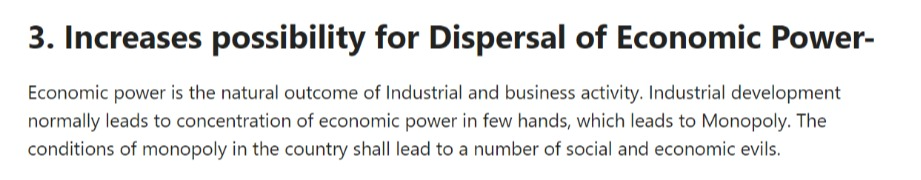 3. Increases possibility for Dispersal of Economic Power-
Economic power is the natural outcome of Industrial and business activity. Industrial development
normally leads to concentration of economic power in few hands, which leads to Monopoly. The
conditions of monopoly in the country shall lead to a number of social and economic evils.